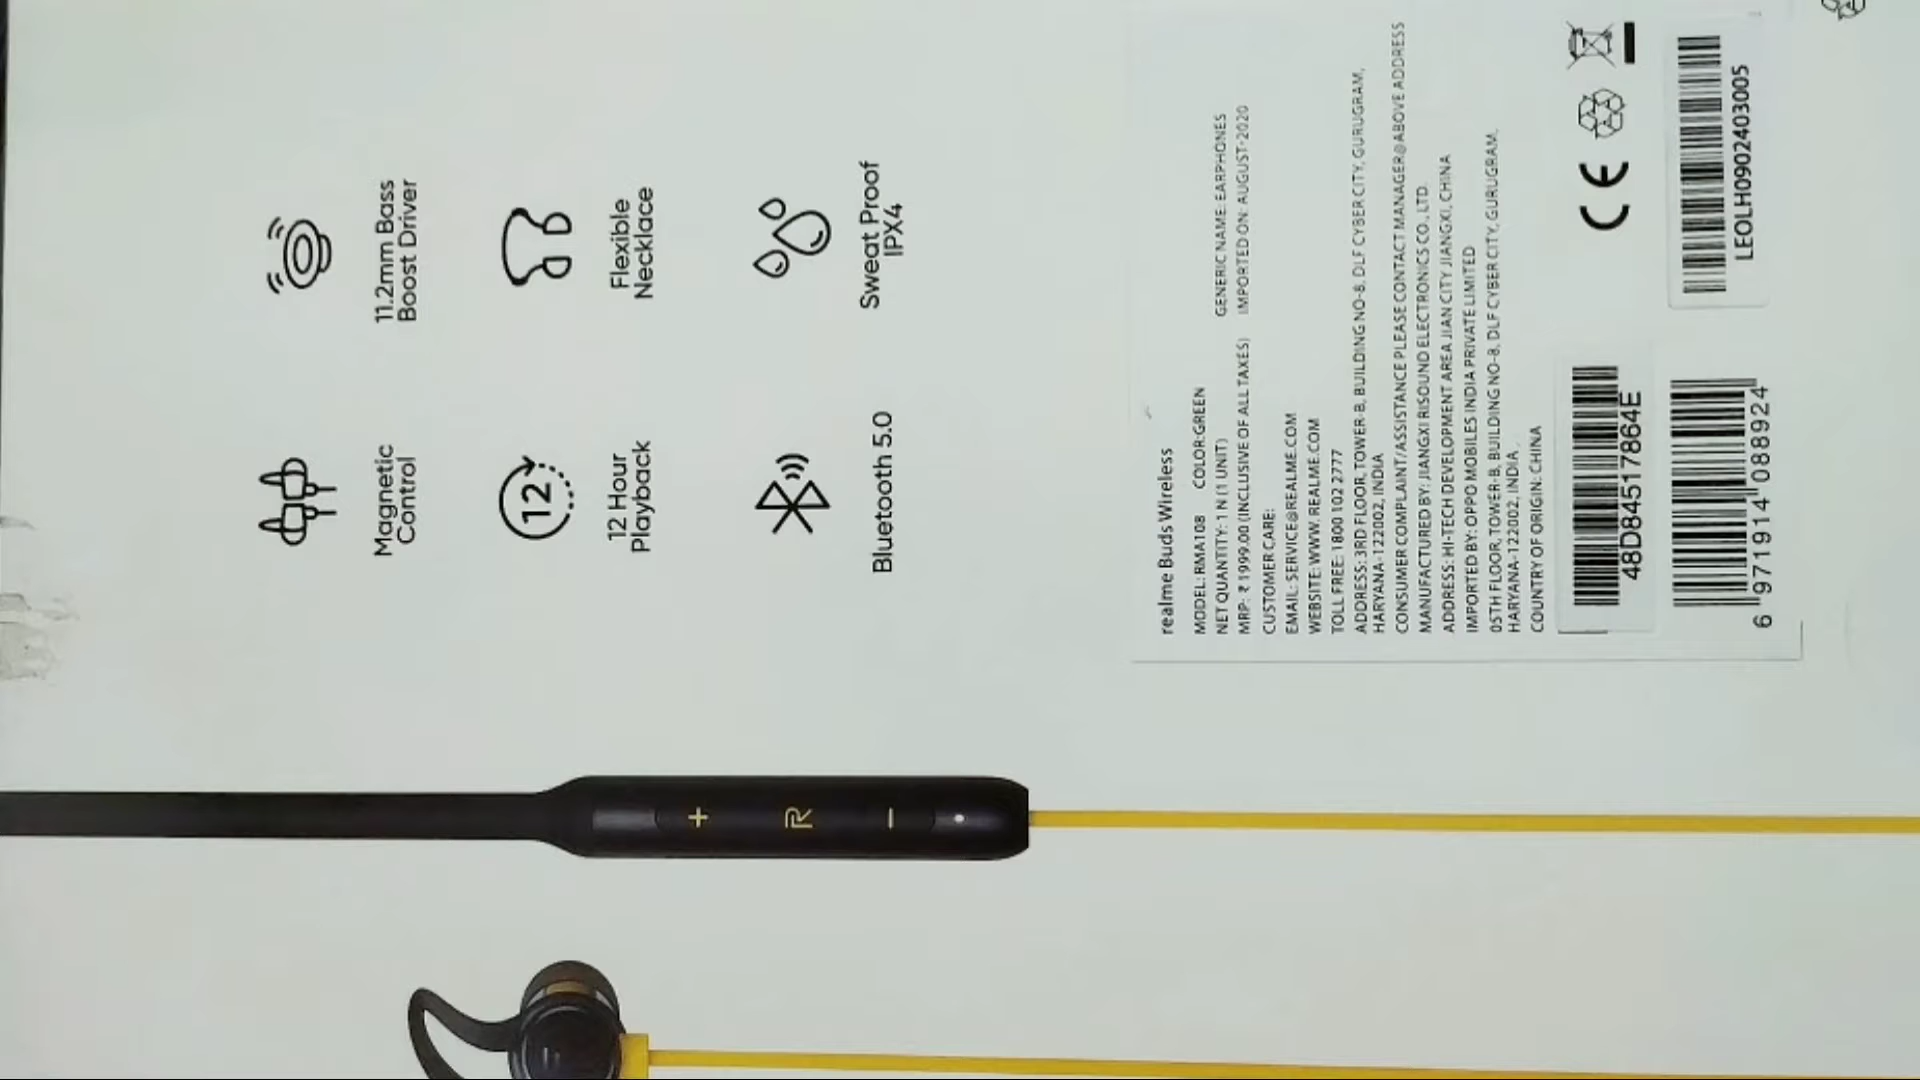 Magnetic
Control
11.2mm Bass
Boost Driver
12
12 Hour
Playback
Flexible
Necklace
Bluetooth 5.0
Sweat Proof
IPX4
realme Buds Wireless
MODEL: RMA108 COLOR:GREEN
NET QUANTITY: 1 N (1 UNIT) GENERIC NAME: EARPHONES
MRP: ₹ 1999.00 (INCLUSIVE OF ALL TAXES) IMPORTED ON: AUGUST-2020
CUSTOMER CARE:
EMAIL: SERVICE@REALME.COM
WEBSITE: WWW. REALME.COM
TOLL FREE: 1800 102 2777
ADDRESS: 3RD FLOOR, TOWER-B, BUILDING NO-8, DLF CYBER CITY, GURUGRAM,
HARYANA-122002, INDIA
CONSUMER COMPLAINT/ASSISTANCE PLEASE CONTACT MANAGER@ABOVE ADDRESS
MANUFACTURED BY: JIANGXI RISOUND ELECTRONICS CO., LTD.
ADDRESS: HI-TECH DEVELOPMENT AREA JIAN CITY JIANGXI, CHINA
IMPORTED BY: OPPO MOBILES INDIA PRIVATE LIMITED
05TH FLOOR, TOWER-B, BUILDING NO-8, DLF CYBER CITY, GURUGRAM,
HARYANA-122002, INDIA,
COUNTRY OF ORIGIN: CHINA
CE
48D84517864E
LEOLH0902403005
6 971914 088924
+ R −